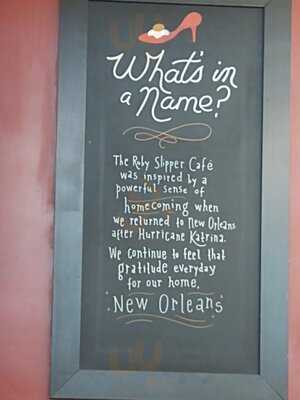 What's in
a Name?
The Ruby Slipper Café
was inspired by a
powerful sense of
homecoming when
we returned to New Orleans
after Hurricane Katrina.
We continue to feel that
gratitude everyday
for our home,
New Orleans